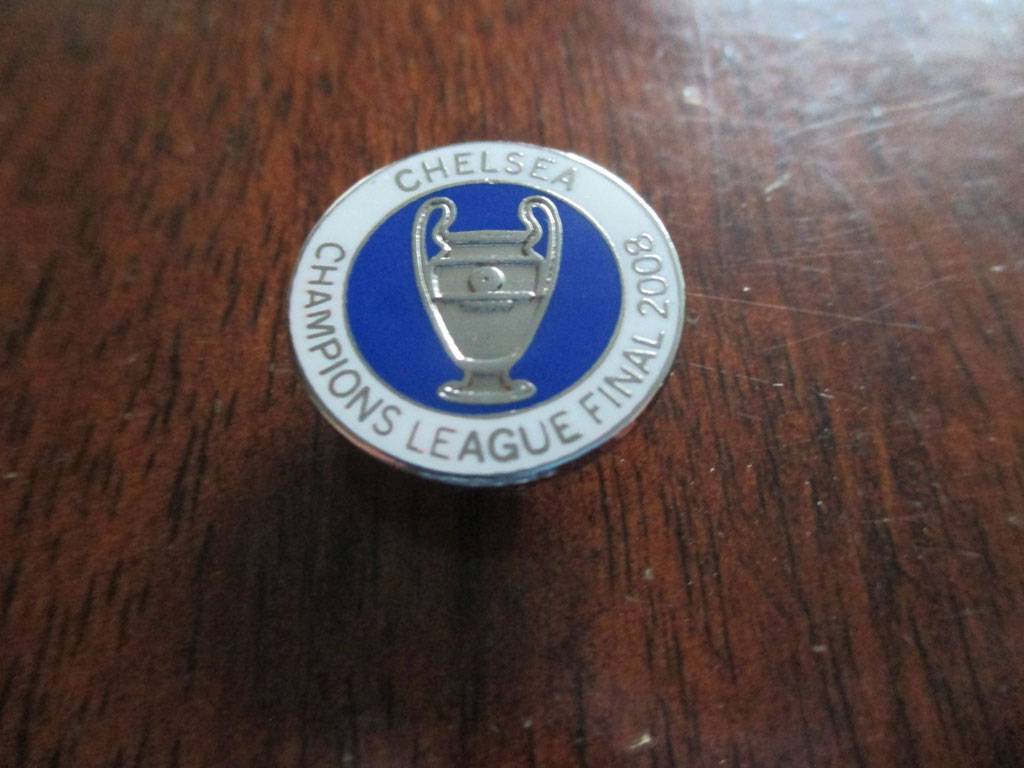 CHELSEA
CHAMPIONS LEAGUE FINAL 2008